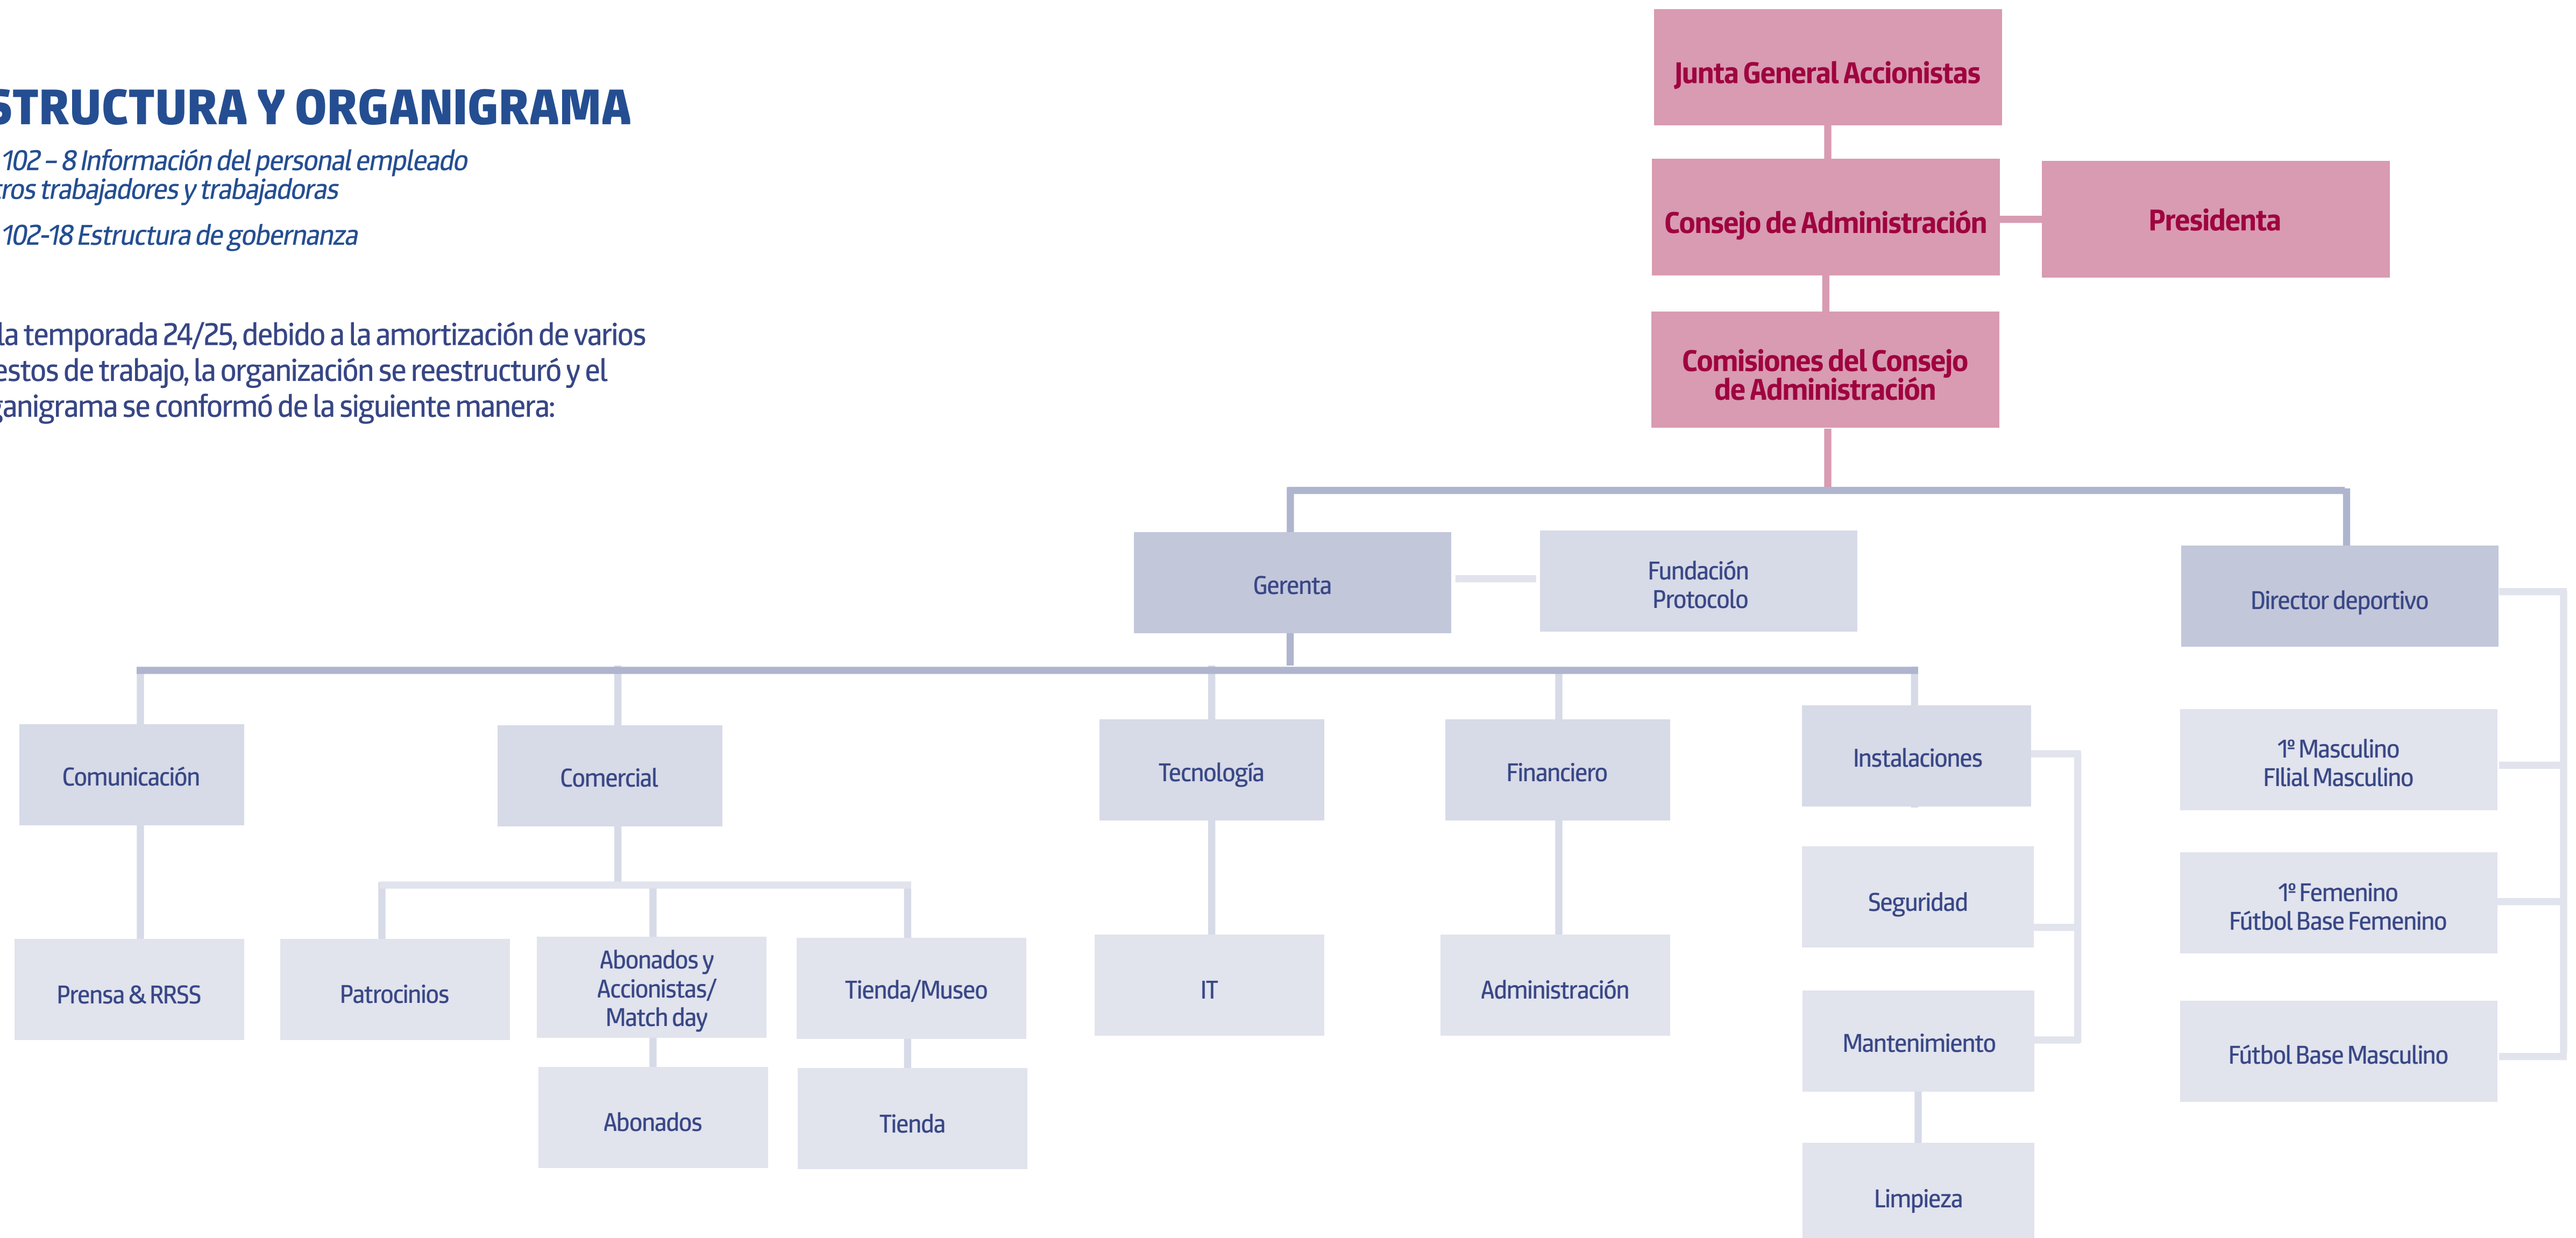 STRUCTURA Y ORGANIGRAMA
102 – 8 Información del personal empleado
tros trabajadores y trabajadoras
102-18 Estructura de gobernanza
la temporada 24/25, debido a la amortización de varios
estos de trabajo, la organización se reestructuró y el
ganigrama se conformó de la siguiente manera:
Junta General Accionistas
Consejo de Administración
Presidenta
Comisiones del Consejo
de Administración
Gerenta
Fundación
Protocolo
Director deportivo
Comunicación
Comercial
Tecnología
Financiero
Instalaciones
1º Masculino
FIlial Masculino
Seguridad
1º Femenino
Fútbol Base Femenino
Prensa & RRSS
Patrocinios
Abonados y
Accionistas/
Match day
Tienda/Museo
IT
Administración
Mantenimiento
Fútbol Base Masculino
Abonados
Tienda
Limpieza